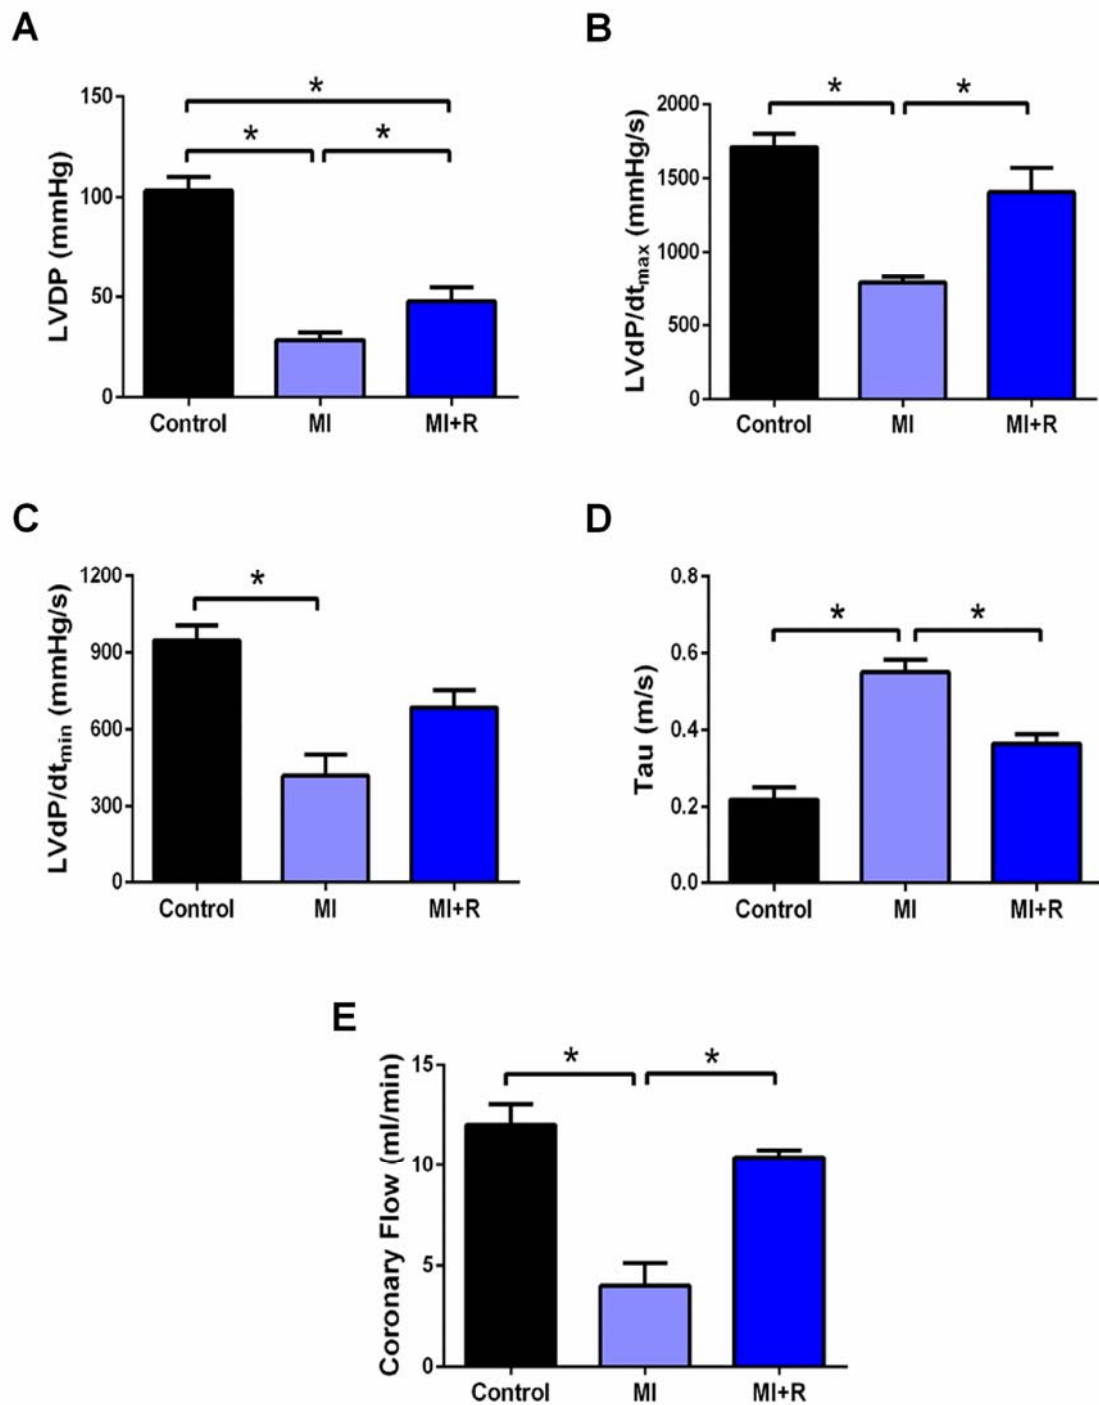 A
LVDP (mmHg)
150
100
50
0
*
*
*
Control MI MI+R
B
LVdP/dtmax (mmHg/s)
2000
1500
1000
500
0
*
*
Control MI MI+R
C
LVdP/dtmin (mmHg/s)
1200
900
600
300
0
*
Control MI MI+R
D
Tau (m/s)
0.8
0.6
0.4
0.2
0.0
*
*
Control MI MI+R
E
Coronary Flow (ml/min)
15
10
5
0
*
*
Control MI MI+R